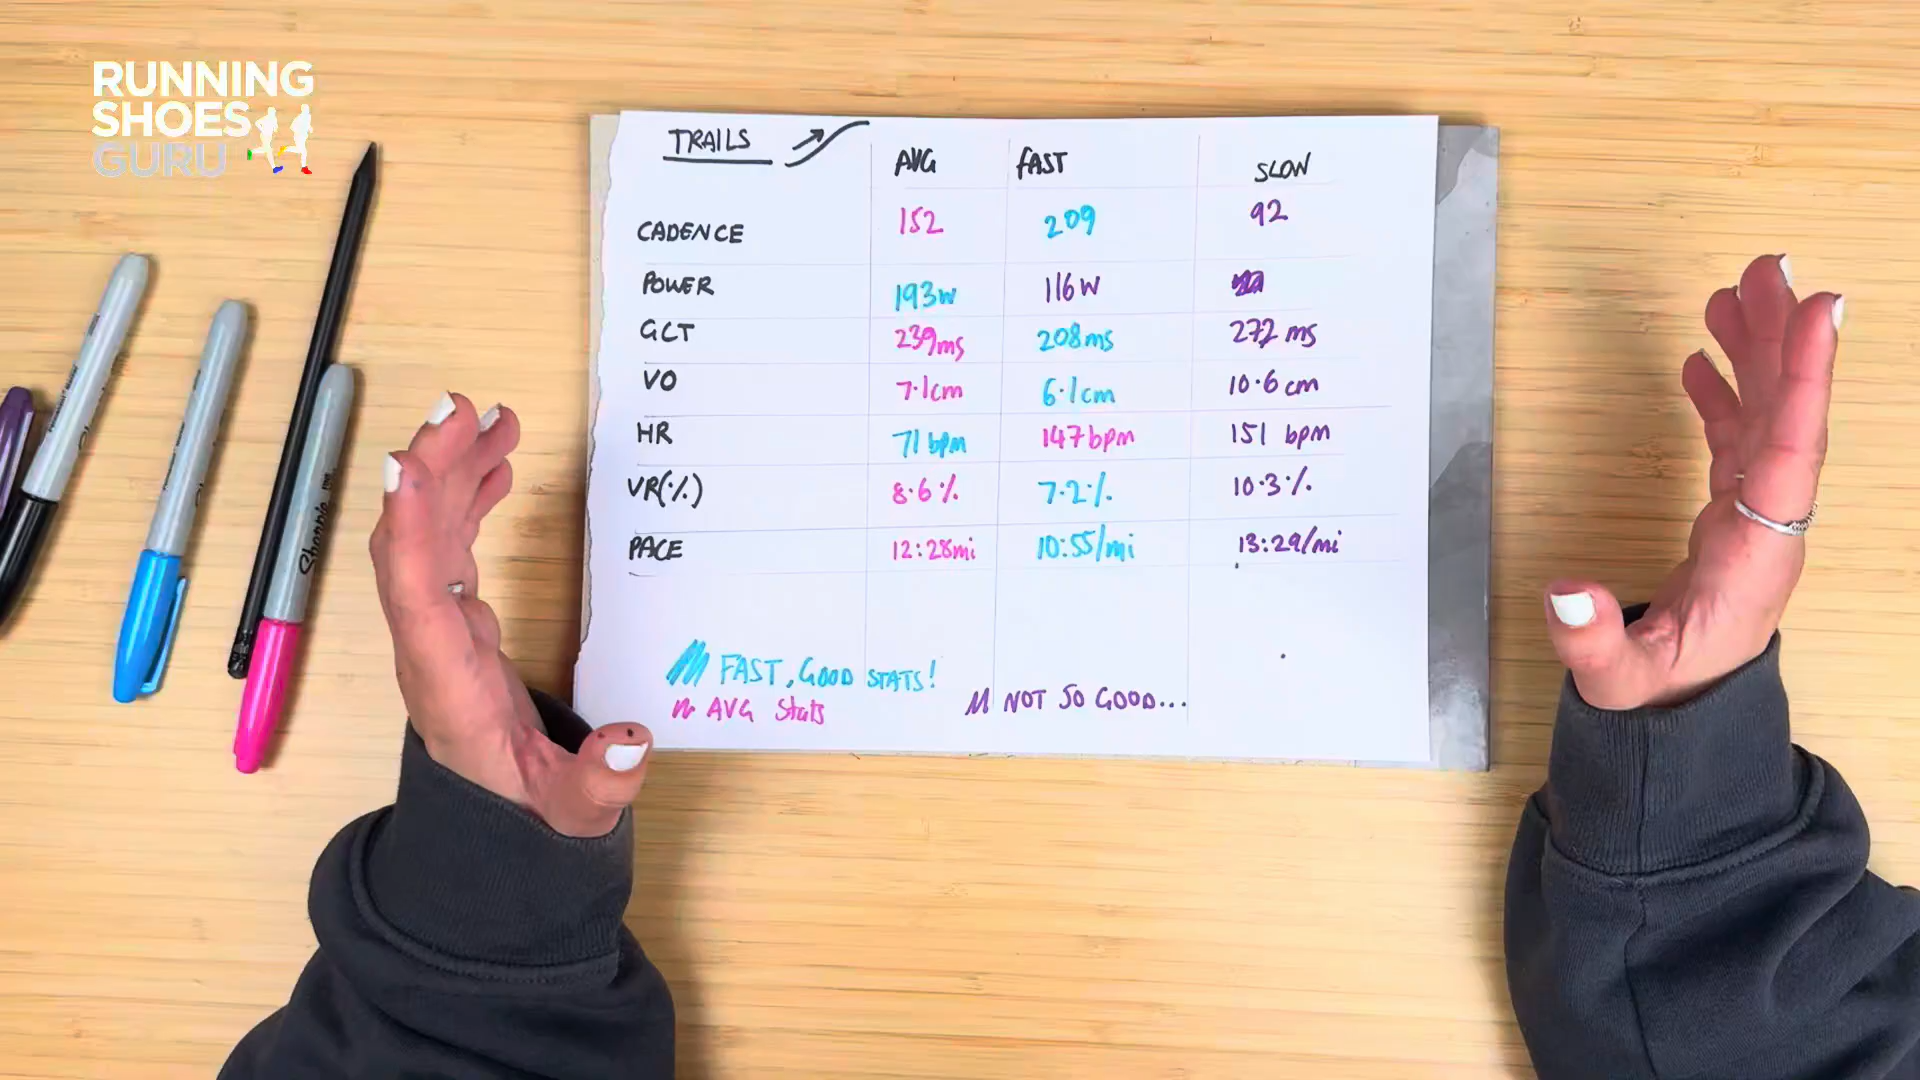 RUNNING
SHOES
GURU
TRAILS
AVG FAST SLOW
CADENCE 152 209 92
POWER 193W 116W
GCT 239ms 208ms 272 ms
VO 7.1cm 6.1cm 10.6cm
HR 71 bpm 147bpm 151 bpm
VR(%) 8.6% 7.2% 10.3%
PACE 12:28mi 10:55/mi 13:29/mi
FAST, GOOD STATS!
AVG Stats
NOT SO GOOD...
Sharpie